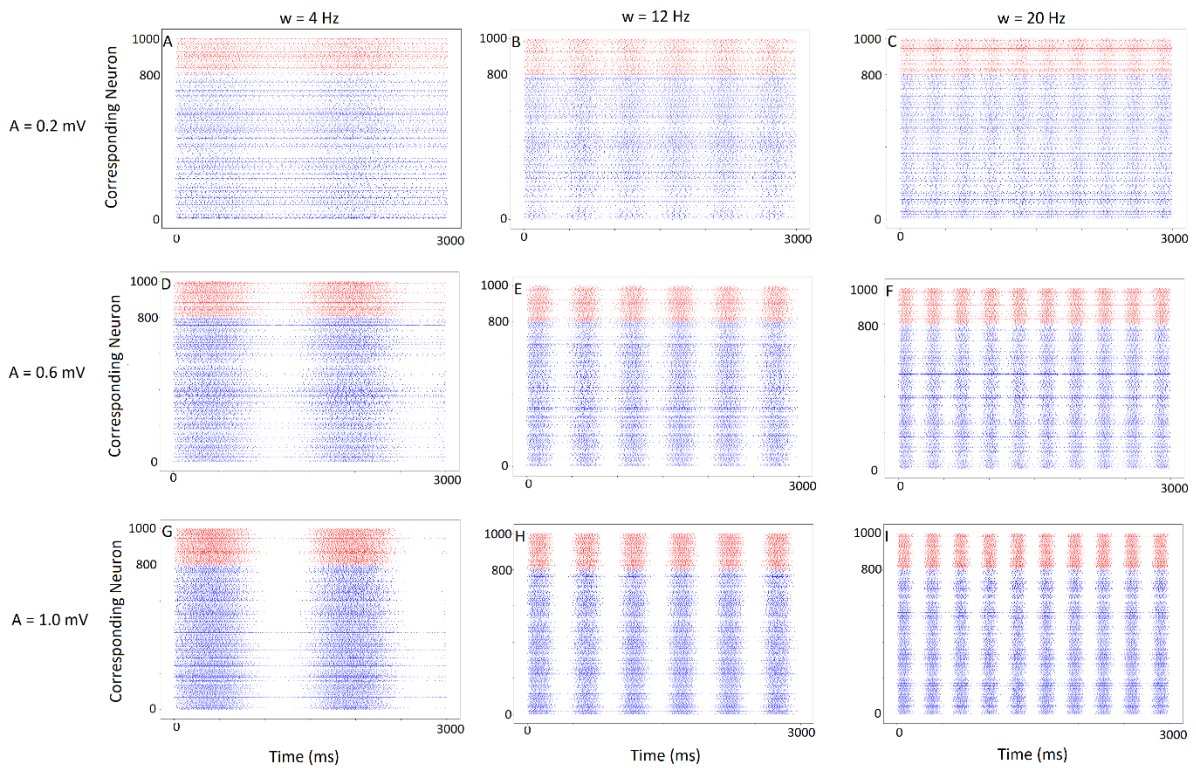 w = 4 Hz
w = 12 Hz
w = 20 Hz
A = 0.2 mV
Corresponding Neuron
A
1000
800
0
0
3000
B
1000
800
0
0
3000
C
1000
800
0
0
3000
A = 0.6 mV
Corresponding Neuron
D
1000
800
0
0
3000
E
1000
800
0
0
3000
F
1000
800
0
0
3000
A = 1.0 mV
Corresponding Neuron
G
1000
800
0
0
3000
H
1000
800
0
0
3000
I
1000
800
0
0
3000
Time (ms)
Time (ms)
Time (ms)